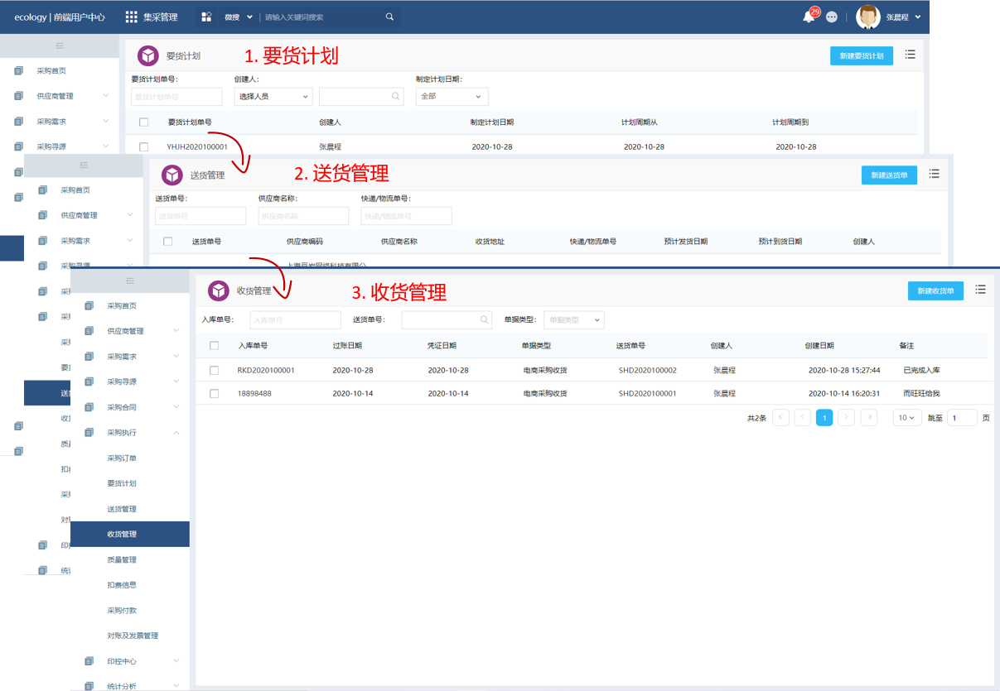 ecology | 前端用户中心 集采管理 微搜 请输入关键词搜索 29 张晨程
要货计划 1. 要货计划 新建要货计划
采购首页
供应商管理
采购需求
采购寻源
要货计划单号: 创建人: 制定计划日期:
要货计划单号 选择人员 全部
要货计划单号 创建人 制定计划日期 计划周期从 计划周期到
YHJH2020100001 张晨程 2020-10-28 2020-10-28 2020-10-28
送货管理 2. 送货管理 新建送货单
采购首页
供应商管理
采购需求
采购寻源
采
采
采
要
送
收
质
扣
采
对
印
统
送货单号: 供应商名称: 快递/物流单号:
送货单号 供应商名称 快递/物流单号
送货单号 供应商编码 供应商名称 收货地址 快递/物流单号 预计发货日期 预计到货日期 创建人
收货管理 3. 收货管理 新建收货单
采购首页
供应商管理
采购需求
采购寻源
采购合同
采购执行
采购订单
要货计划
送货管理
收货管理
质量管理
扣费信息
采购付款
对账及发票管理
印控中心
统计分析
入库单号: 入库单号 送货单号: 单据类型: 单据类型
入库单号 过账日期 凭证日期 单据类型 送货单号 创建人 创建日期 备注
RKD2020100001 2020-10-28 2020-10-28 电商采购收货 SHD2020100002 张晨程 2020-10-28 15:27:44 已完成入库
18898488 2020-10-14 2020-10-14 电商采购收货 SHD2020100001 张晨程 2020-10-14 16:20:31 而旺旺给我
共2条 1 10 跳至 1 页